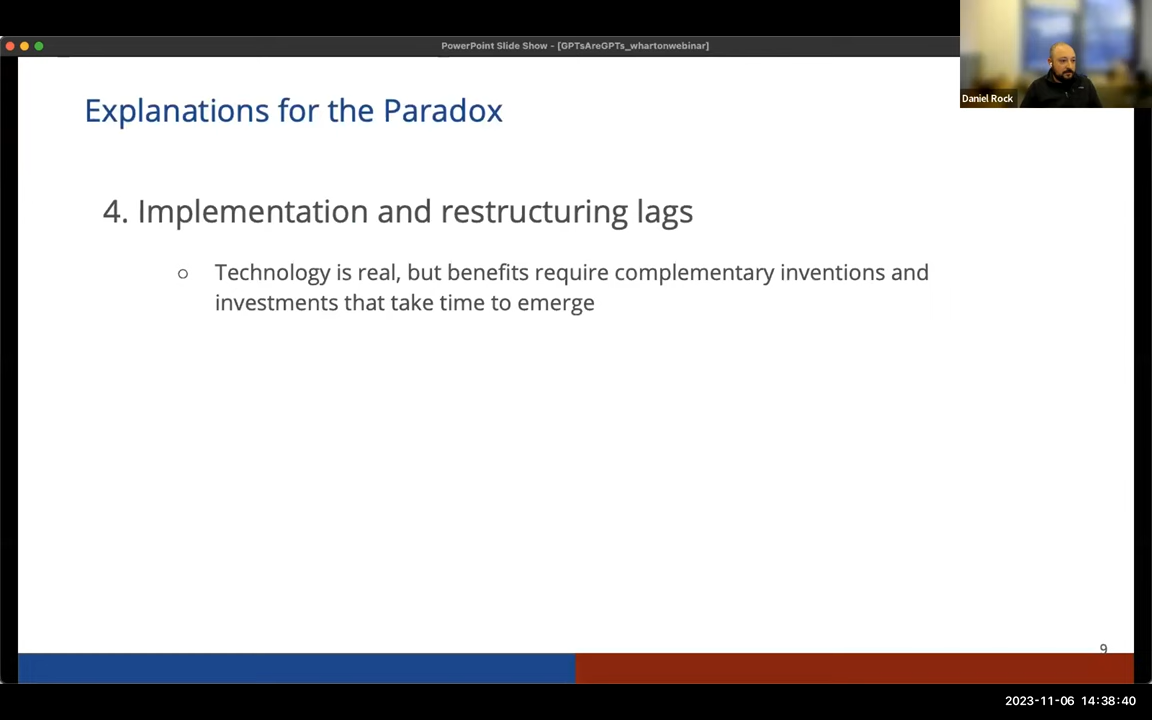 PowerPoint Slide Show - [GPTsAreGPTs_whartonwebinar]
Daniel Rock
Explanations for the Paradox
4. Implementation and restructuring lags
○ Technology is real, but benefits require complementary inventions and
investments that take time to emerge
9
2023-11-06 14:38:40